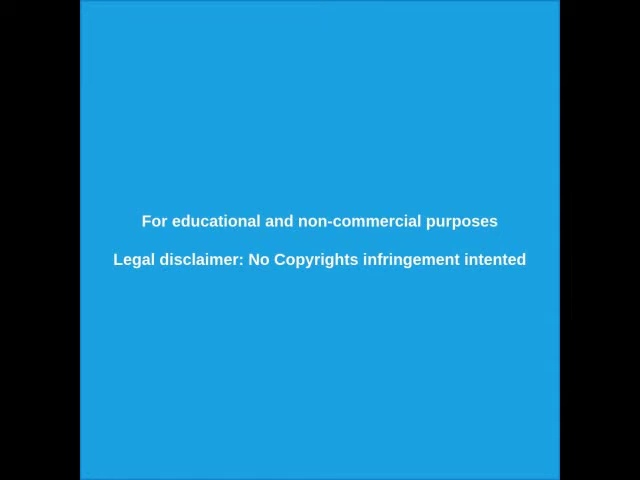 For educational and non-commercial purposes
Legal disclaimer: No Copyrights infringement intented